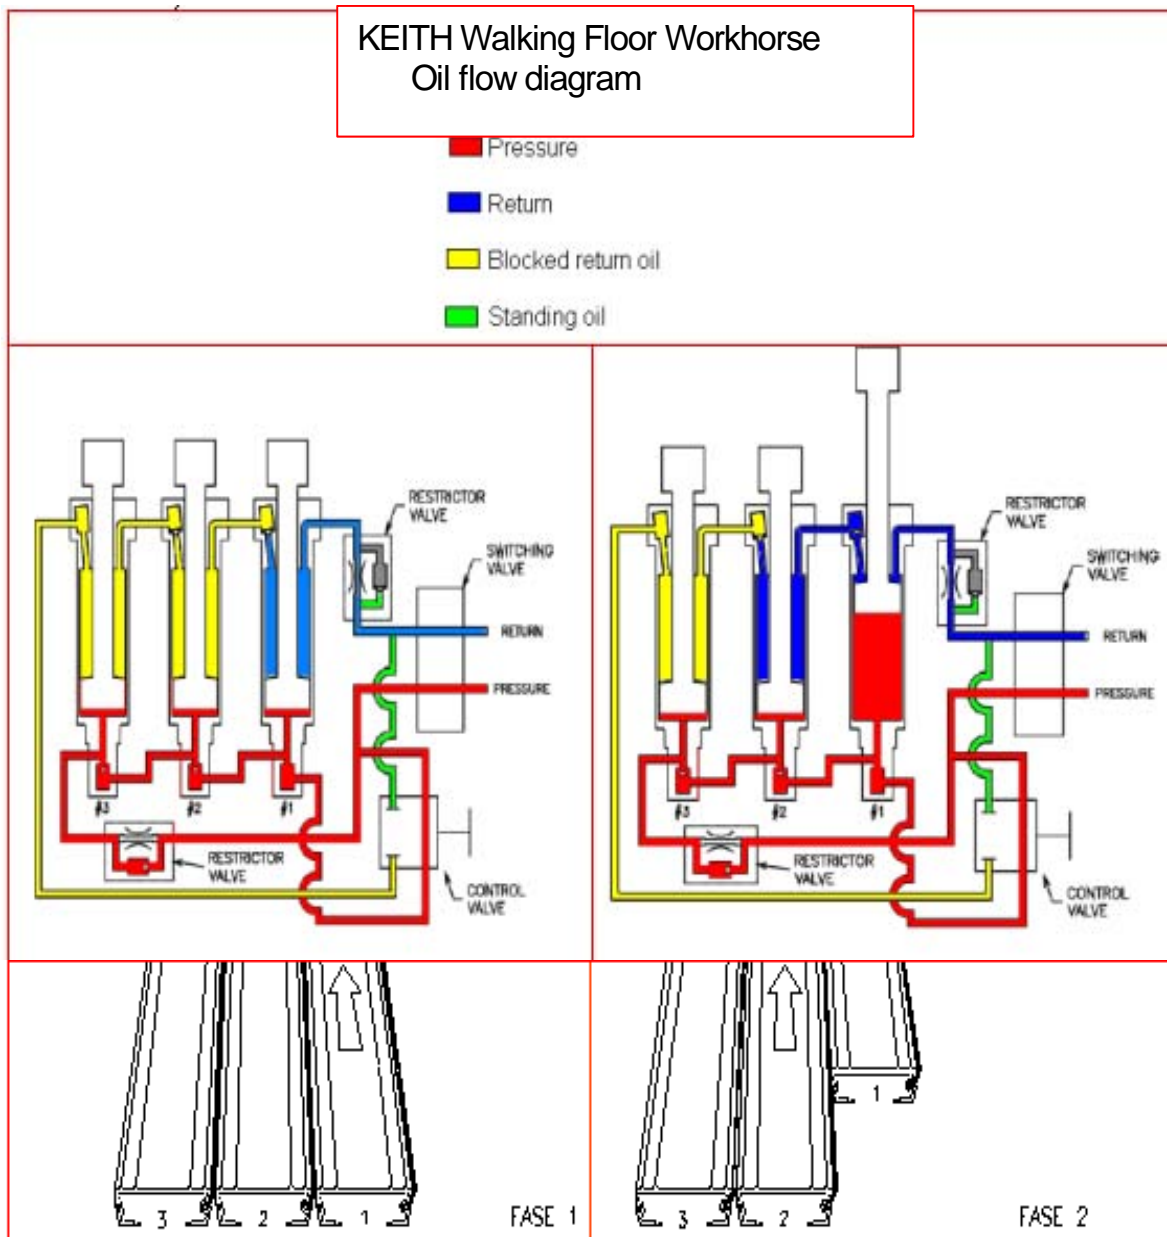 KEITH Walking Floor Workhorse
Oil flow diagram
Pressure
Return
Blocked return oil
Standing oil
RESTRICTOR
VALVE
SWITCHING
VALVE
RETURN
PRESSURE
#3
#2
#1
RESTRICTOR
VALVE
CONTROL
VALVE
RESTRICTOR
VALVE
SWITCHING
VALVE
RETURN
PRESSURE
#3
#2
#1
RESTRICTOR
VALVE
CONTROL
VALVE
3
2
1
FASE 1
3
2
1
FASE 2